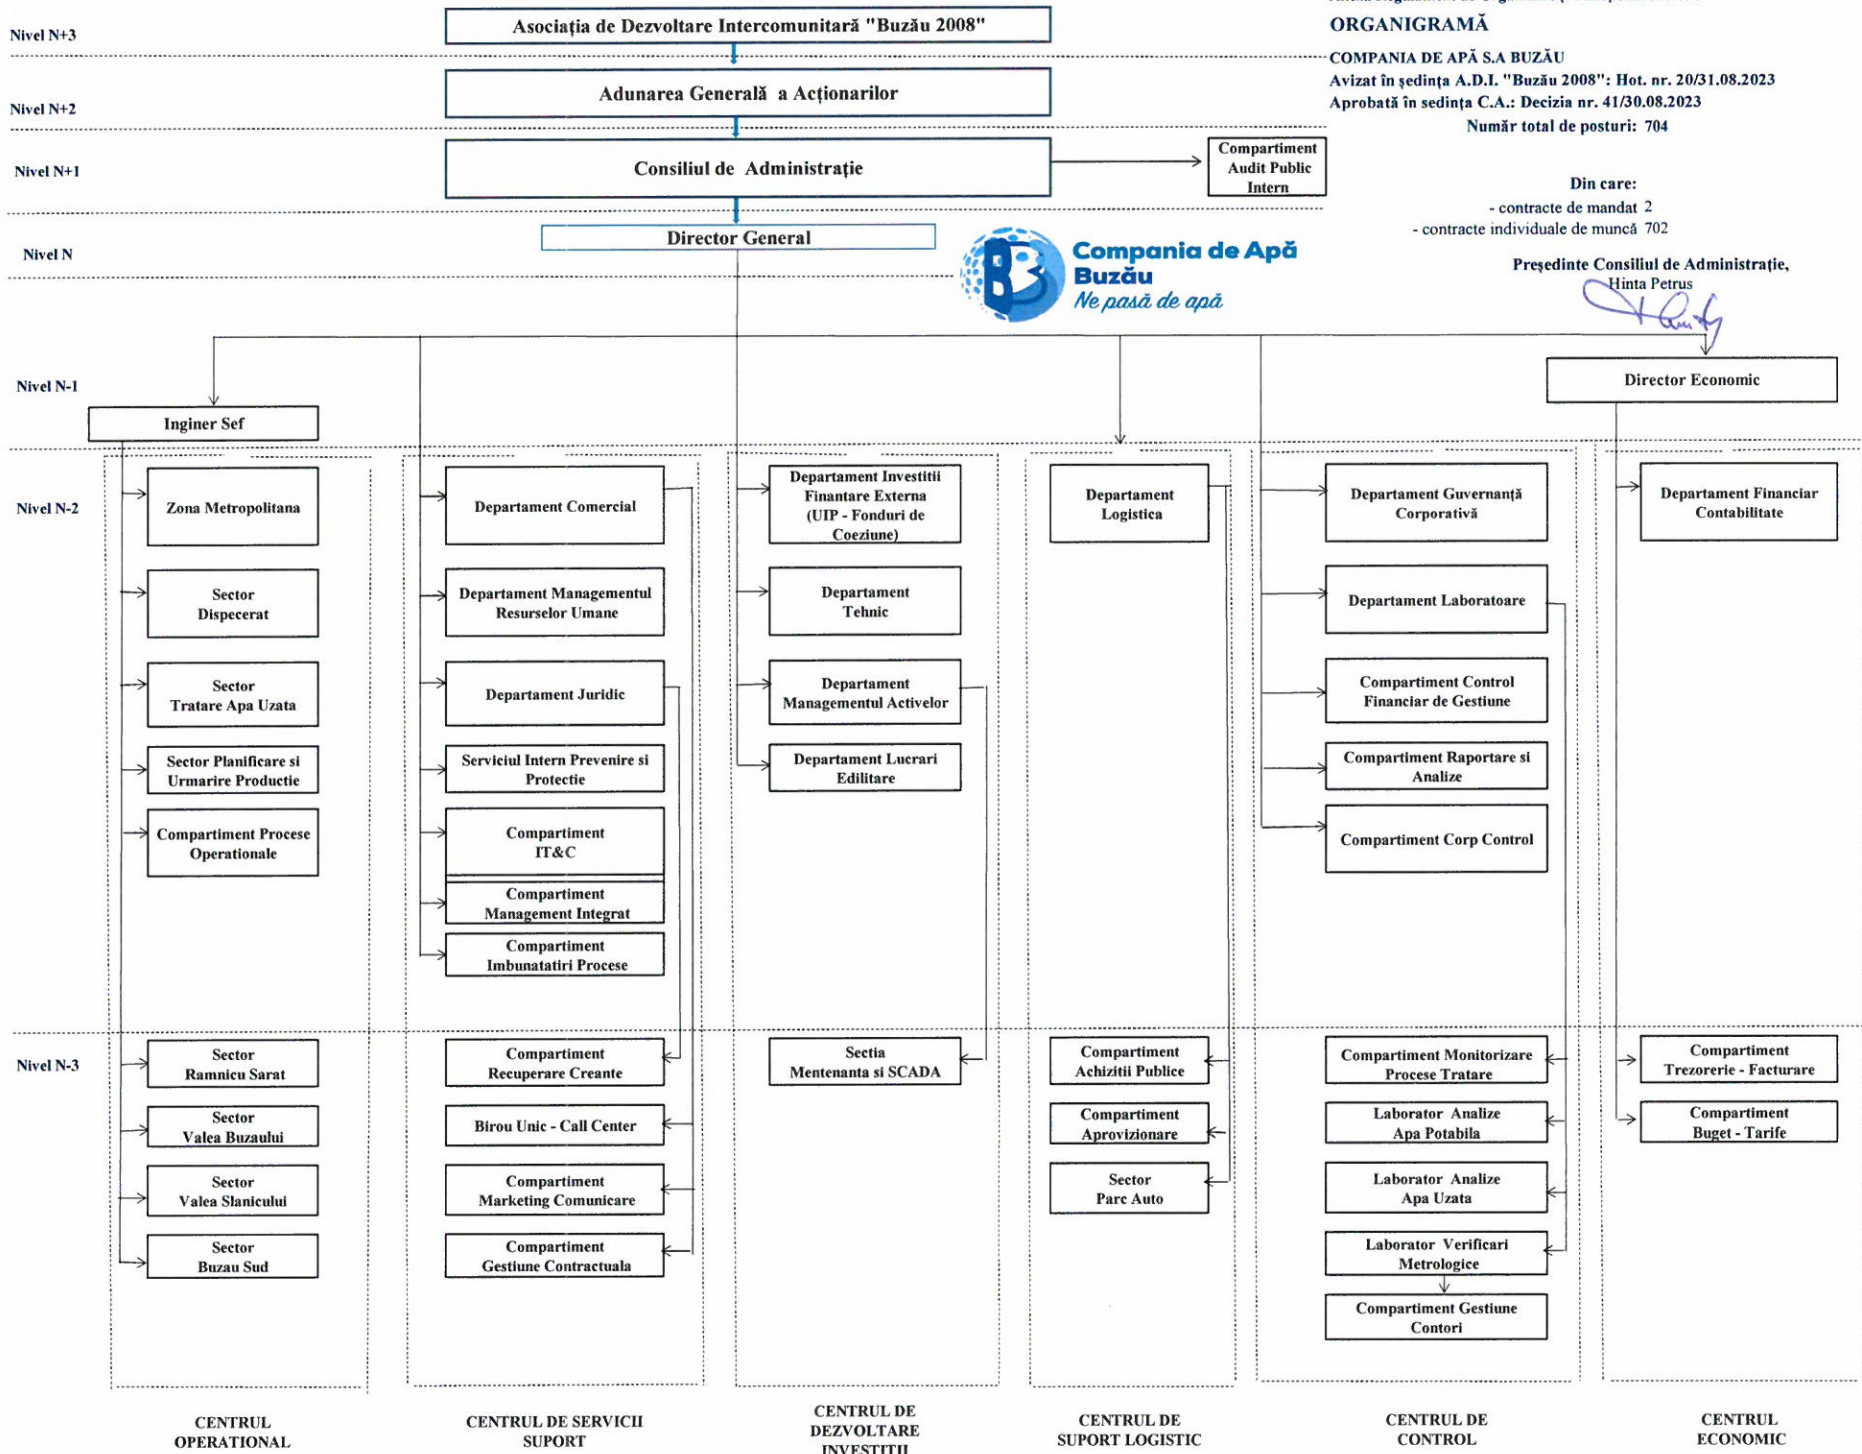 ORGANIGRAMĂ
COMPANIA DE APĂ S.A BUZĂU
Avizat în ședința A.D.I. "Buzău 2008": Hot. nr. 20/31.08.2023
Aprobată în sedința C.A.: Decizia nr. 41/30.08.2023
Număr total de posturi: 704
Din care:
- contracte de mandat 2
- contracte individuale de muncă 702
Președinte Consiliul de Administrație,
Hinta Petrus
Nivel N+3
Asociația de Dezvoltare Intercomunitară "Buzău 2008"
Nivel N+2
Adunarea Generală a Acționarilor
Nivel N+1
Consiliul de Administrație
Compartiment
Audit Public
Intern
Nivel N
Director General
Compania de Apă
Buzău
Ne pasă de apă
Nivel N-1
Inginer Sef
Director Economic
Nivel N-2
Zona Metropolitana
Sector
Dispecerat
Sector
Tratare Apa Uzata
Sector Planificare si
Urmarire Productie
Compartiment Procese
Operationale
Departament Comercial
Departament Managementul
Resurselor Umane
Departament Juridic
Serviciul Intern Prevenire si
Protectie
Compartiment
IT&C
Compartiment
Management Integrat
Compartiment
Imbunatatiri Procese
Departament Investitii
Finantare Externa
(UIP - Fonduri de
Coeziune)
Departament
Tehnic
Departament
Managementul Activelor
Departament Lucrari
Edilitare
Departament
Logistica
Departament Guvernanță
Corporativă
Departament Laboratoare
Compartiment Control
Financiar de Gestiune
Compartiment Raportare si
Analize
Compartiment Corp Control
Departament Financiar
Contabilitate
Nivel N-3
Sector
Ramnicu Sarat
Sector
Valea Buzaului
Sector
Valea Slanicului
Sector
Buzau Sud
Compartiment
Recuperare Creante
Birou Unic - Call Center
Compartiment
Marketing Comunicare
Compartiment
Gestiune Contractuala
Sectia
Mentenanta si SCADA
Compartiment
Achizitii Publice
Compartiment
Aprovizionare
Sector
Parc Auto
Compartiment Monitorizare
Procese Tratare
Laborator Analize
Apa Potabila
Laborator Analize
Apa Uzata
Laborator Verificari
Metrologice
Compartiment Gestiune
Contori
Compartiment
Trezorerie - Facturare
Compartiment
Buget - Tarife
CENTRUL
OPERATIONAL
CENTRUL DE SERVICII
SUPORT
CENTRUL DE
DEZVOLTARE
INVESTITII
CENTRUL DE
SUPORT LOGISTIC
CENTRUL DE
CONTROL
CENTRUL
ECONOMIC